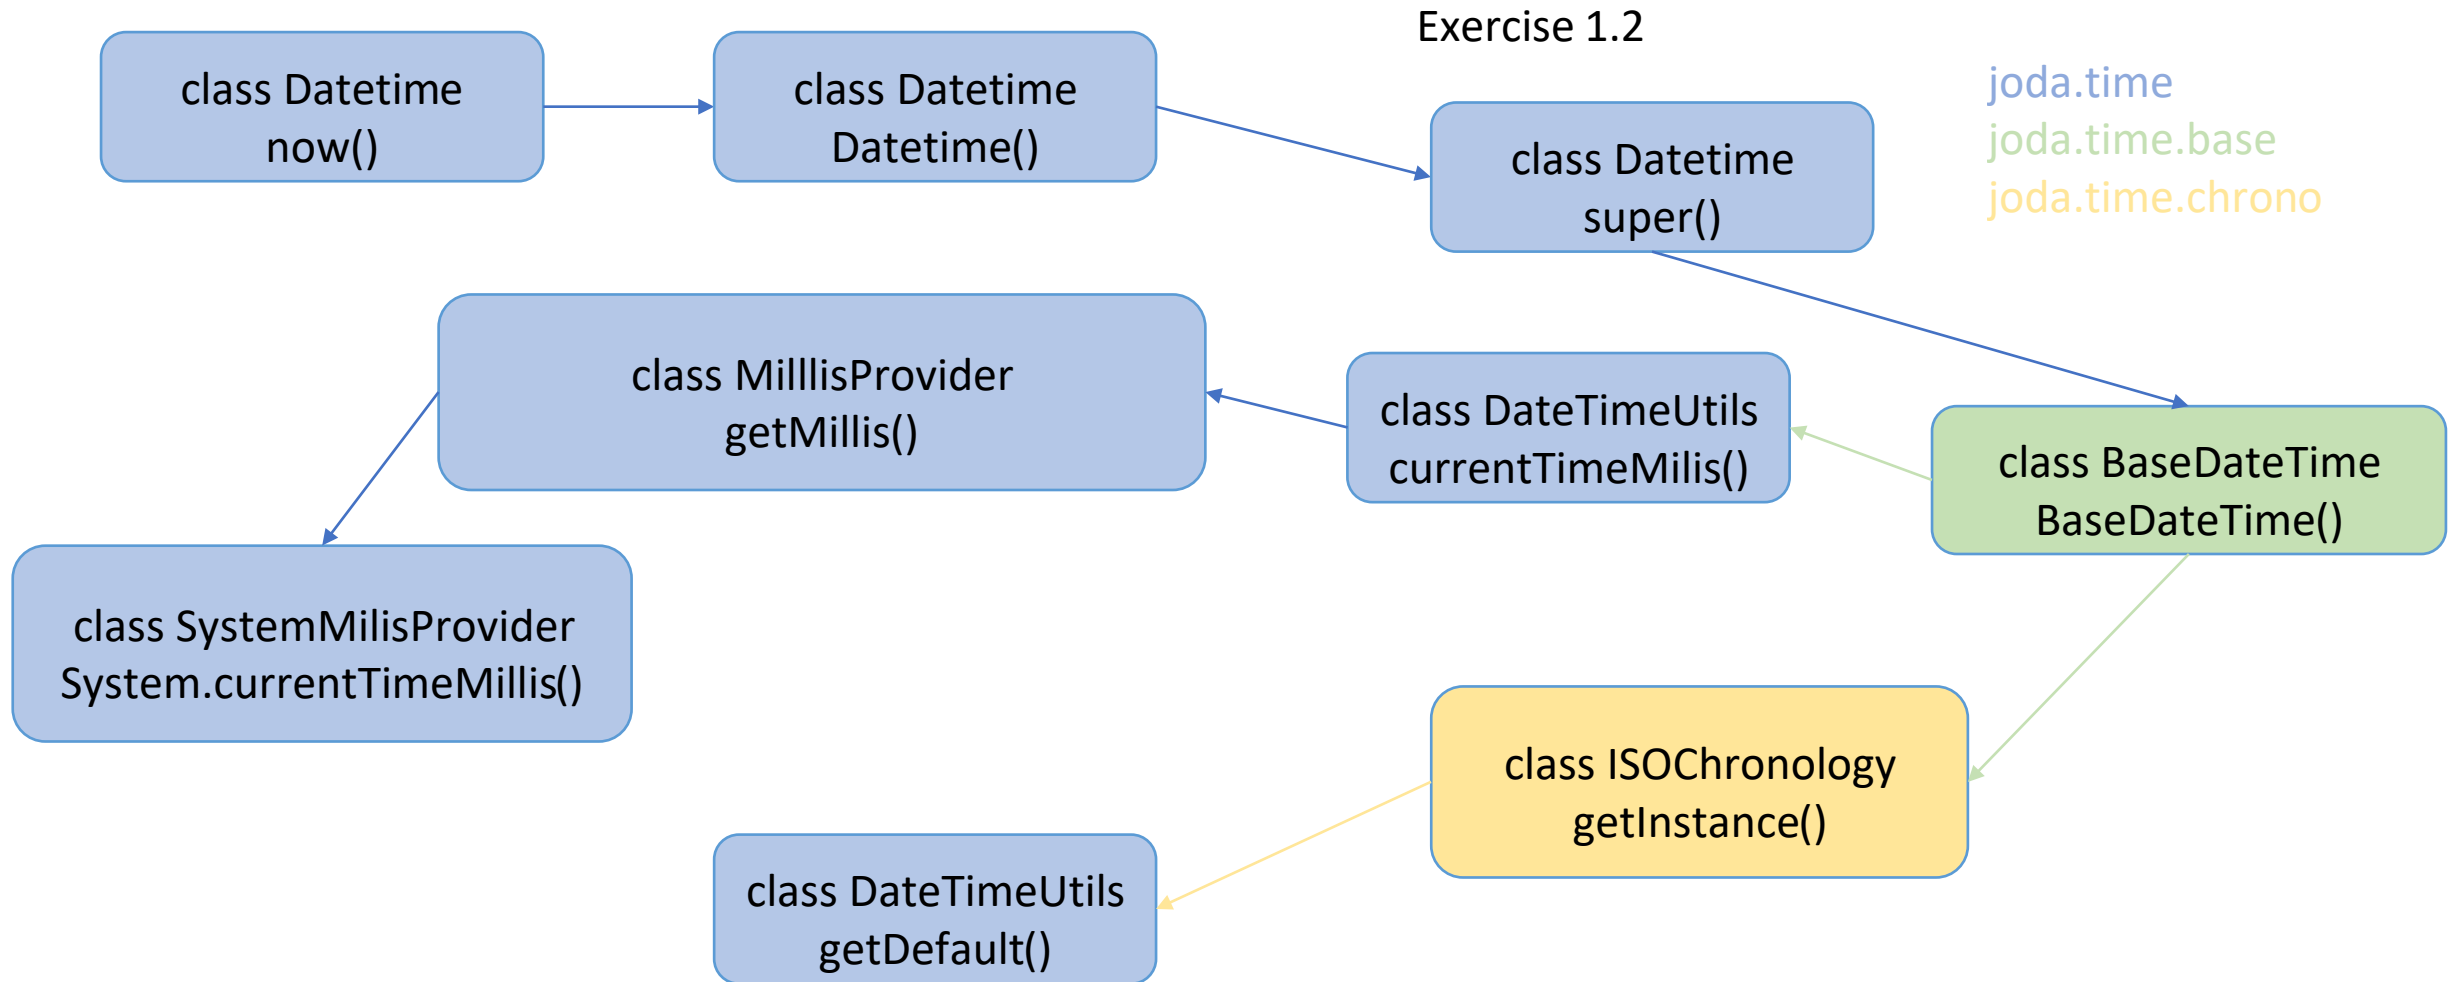 Exercise 1.2
class Datetime
now()
class Datetime
Datetime()
class Datetime
super()
joda.time
joda.time.base
joda.time.chrono
class MilllisProvider
getMillis()
class DateTimeUtils
currentTimeMilis()
class BaseDateTime
BaseDateTime()
class SystemMilisProvider
System.currentTimeMillis()
class ISOChronology
getInstance()
class DateTimeUtils
getDefault()